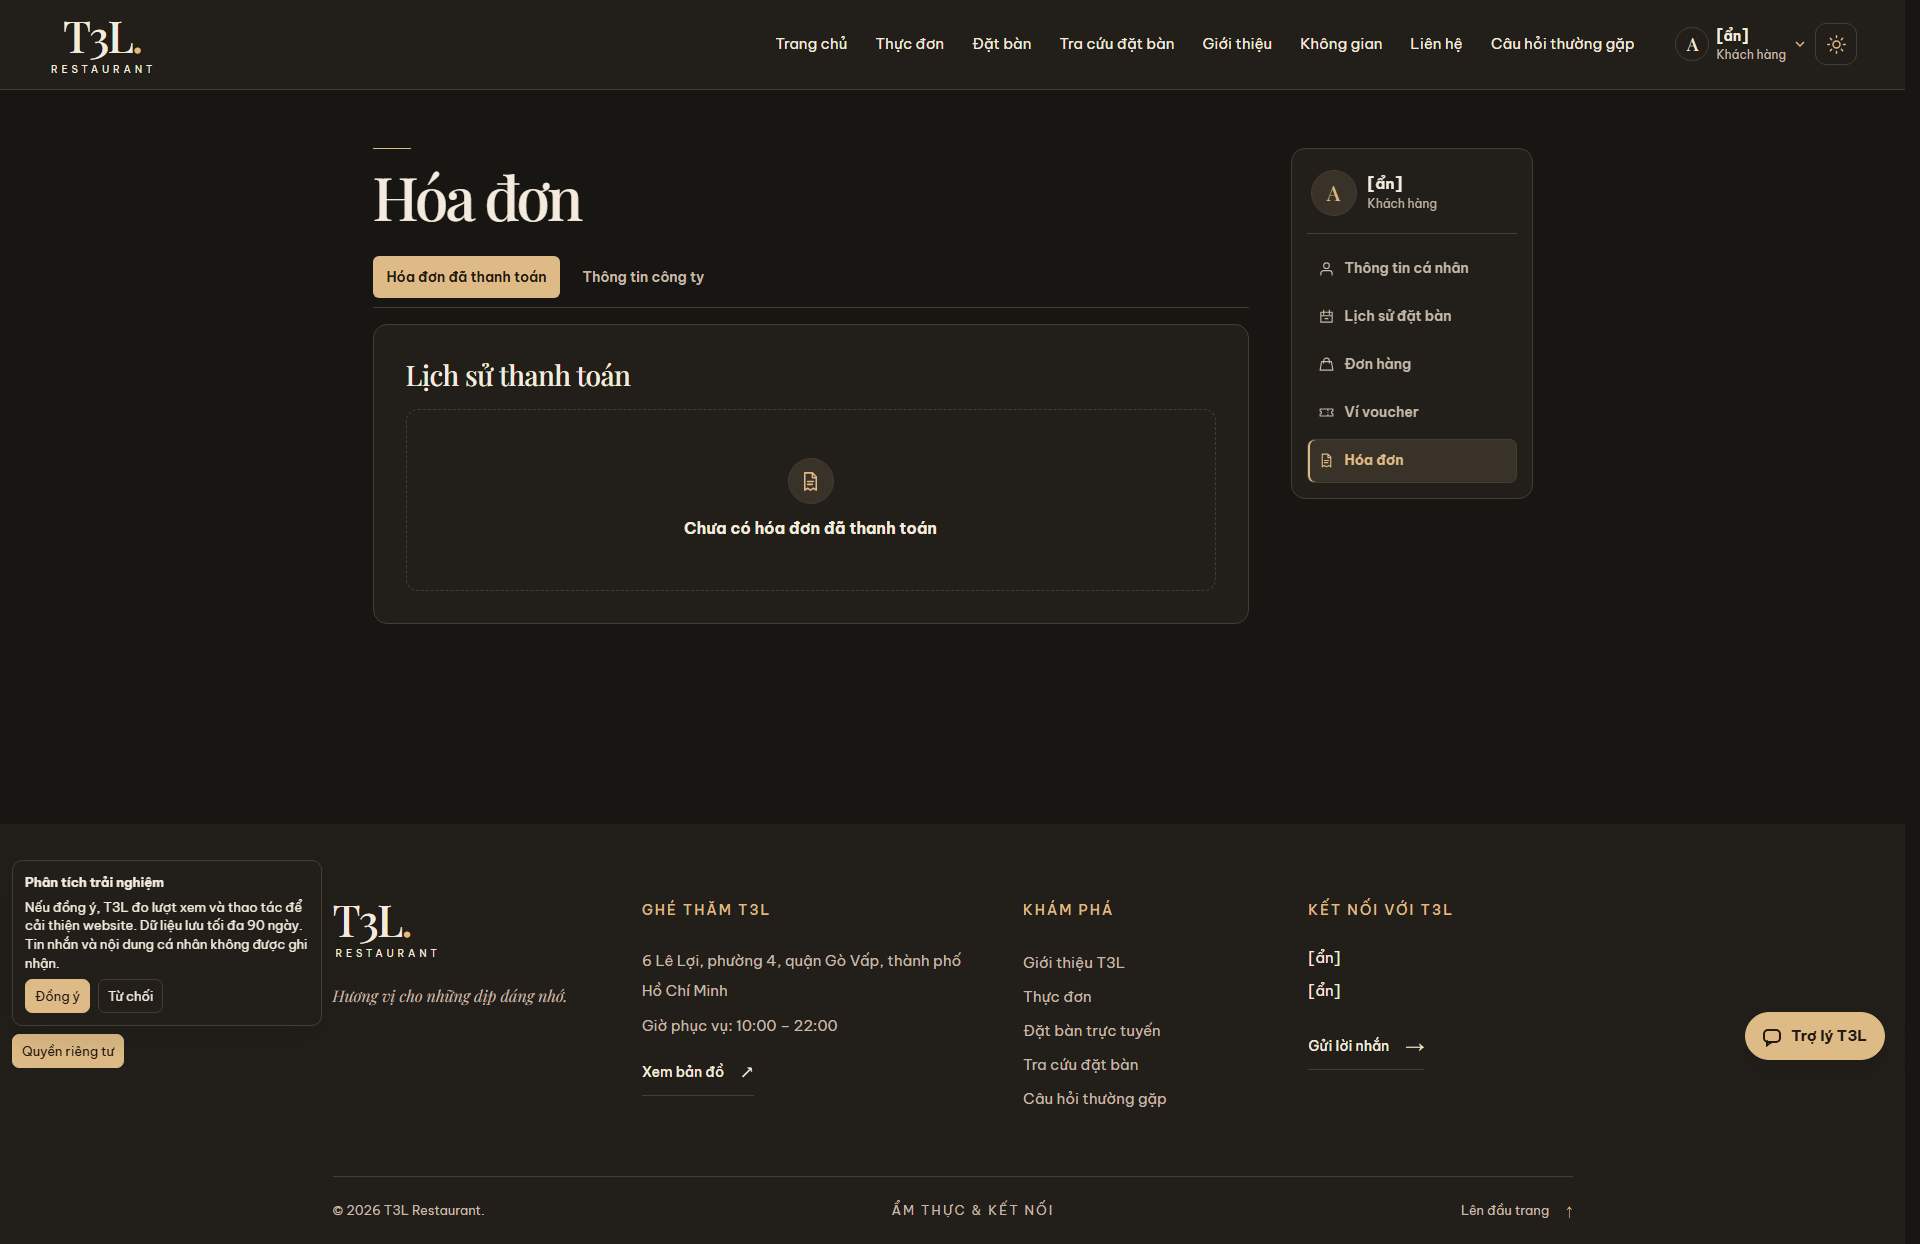 T3L.
RESTAURANT
Trang chủ
Thực đơn
Đặt bàn
Tra cứu đặt bàn
Giới thiệu
Không gian
Liên hệ
Câu hỏi thường gặp
A
[ẩn]
Khách hàng
Hóa đơn
Hóa đơn đã thanh toán
Thông tin công ty
Lịch sử thanh toán
Chưa có hóa đơn đã thanh toán
A
[ẩn]
Khách hàng
Thông tin cá nhân
Lịch sử đặt bàn
Đơn hàng
Ví voucher
Hóa đơn
Phân tích trải nghiệm
Nếu đồng ý, T3L đo lượt xem và thao tác để
cải thiện website. Dữ liệu lưu tối đa 90 ngày.
Tin nhắn và nội dung cá nhân không được ghi
nhận.
Đồng ý
Từ chối
Quyền riêng tư
T3L.
RESTAURANT
Hương vị cho những dịp đáng nhớ.
GHÉ THĂM T3L
6 Lê Lợi, phường 4, quận Gò Vấp, thành phố
Hồ Chí Minh
Giờ phục vụ: 10:00 – 22:00
Xem bản đồ ↗
KHÁM PHÁ
Giới thiệu T3L
Thực đơn
Đặt bàn trực tuyến
Tra cứu đặt bàn
Câu hỏi thường gặp
KẾT NỐI VỚI T3L
[ẩn]
[ẩn]
Gửi lời nhắn →
Trợ lý T3L
© 2026 T3L Restaurant.
ẨM THỰC & KẾT NỐI
Lên đầu trang ↑